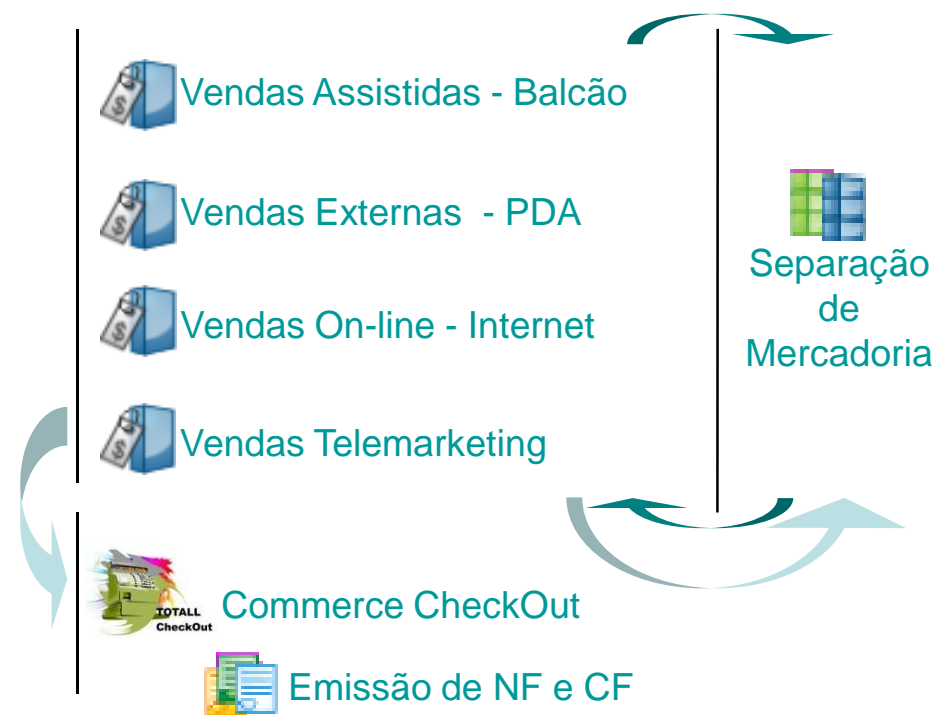 Vendas Assistidas - Balcão
Vendas Externas - PDA
Vendas On-line - Internet
Vendas Telemarketing
Separação
de
Mercadoria
TOTALL
CheckOut
Commerce CheckOut
Emissão de NF e CF